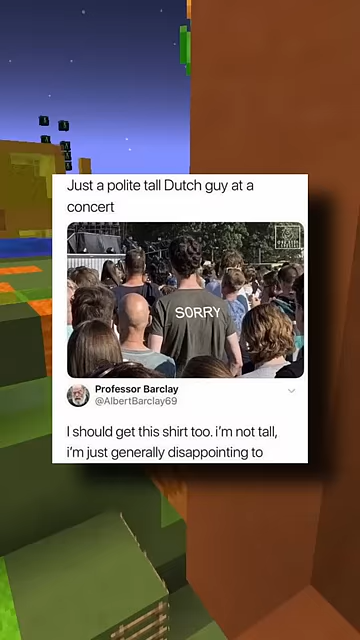 Just a polite tall Dutch guy at a
concert
SORRY
Professor Barclay
@AlbertBarclay69
I should get this shirt too. i'm not tall,
i'm just generally disappointing to